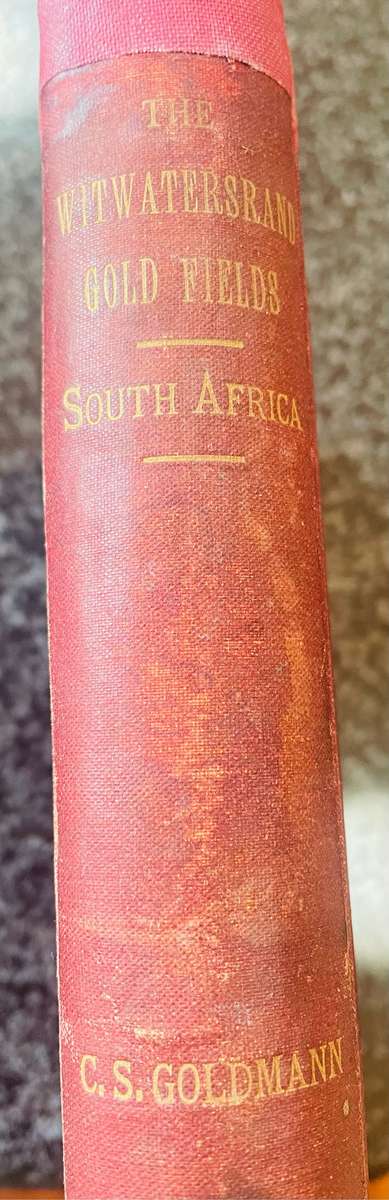 THE
WITWATERSRAND
GOLD FIELDS
SOUTH AFRICA
C. S. GOLDMANN